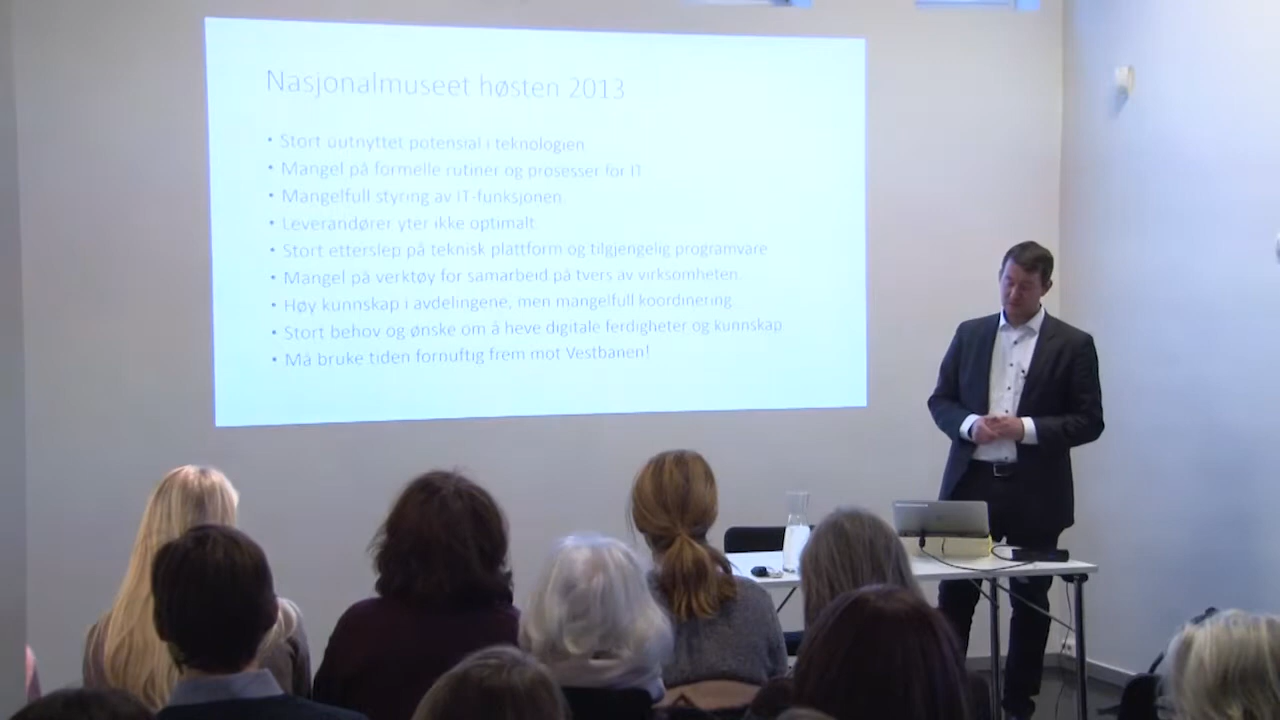 Nasjonalmuseet høsten 2013
• Stort uutnyttet potensial i teknologien
• Mangel på formelle rutiner og prosesser for IT
• Mangelfull styring av IT-funksjonen
• Leverandører yter ikke optimalt
• Stort etterslep på teknisk plattform og tilgjengelig programvare
• Mangel på verktøy for samarbeid på tvers av virksomheten
• Høy kunnskap i avdelingene, men mangelfull koordinering
• Stort behov og ønske om å heve digitale ferdigheter og kunnskap
• Må bruke tiden fornuftig frem mot Vestbanen!